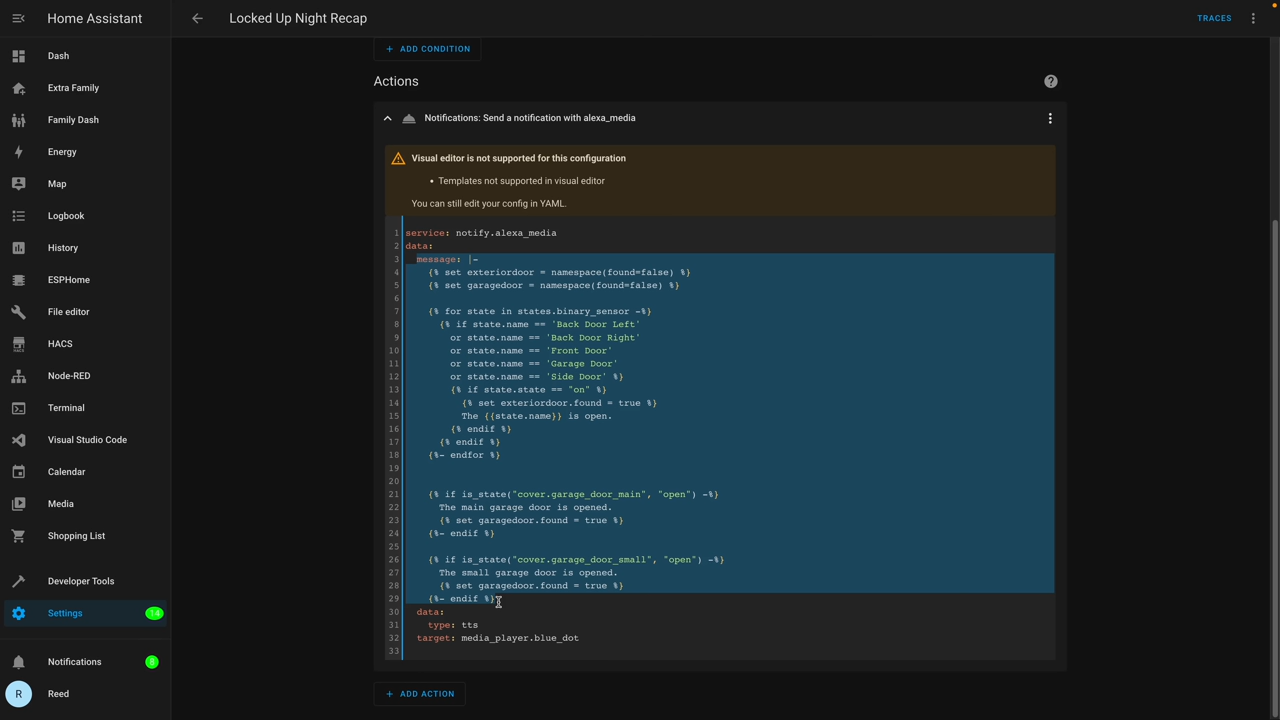 Home Assistant
Locked Up Night Recap
TRACES
Dash
Extra Family
Family Dash
Energy
Map
Logbook
History
ESPHome
File editor
HACS
Node-RED
Terminal
Visual Studio Code
Calendar
Media
Shopping List
Developer Tools
Settings
14
Notifications
8
R
Reed
+ ADD CONDITION
Actions
?
Notifications: Send a notification with alexa_media
Visual editor is not supported for this configuration
• Templates not supported in visual editor
You can still edit your config in YAML.
1 service: notify.alexa_media
2 data:
3   message: |-
4     {% set exteriordoor = namespace(found=false) %}
5     {% set garagedoor = namespace(found=false) %}
6
7     {% for state in states.binary_sensor -%}
8       {% if state.name == 'Back Door Left'
9         or state.name == 'Back Door Right'
10         or state.name == 'Front Door'
11         or state.name == 'Garage Door'
12         or state.name == 'Side Door' %}
13         {% if state.state == "on" %}
14           {% set exteriordoor.found = true %}
15           The {{state.name}} is open.
16         {% endif %}
17       {% endif %}
18     {%- endfor %}
19
20
21     {% if is_state("cover.garage_door_main", "open") -%}
22       The main garage door is opened.
23       {% set garagedoor.found = true %}
24     {%- endif %}
25
26     {% if is_state("cover.garage_door_small", "open") -%}
27       The small garage door is opened.
28       {% set garagedoor.found = true %}
29     {%- endif %}
30   data:
31     type: tts
32   target: media_player.blue_dot
33
+ ADD ACTION